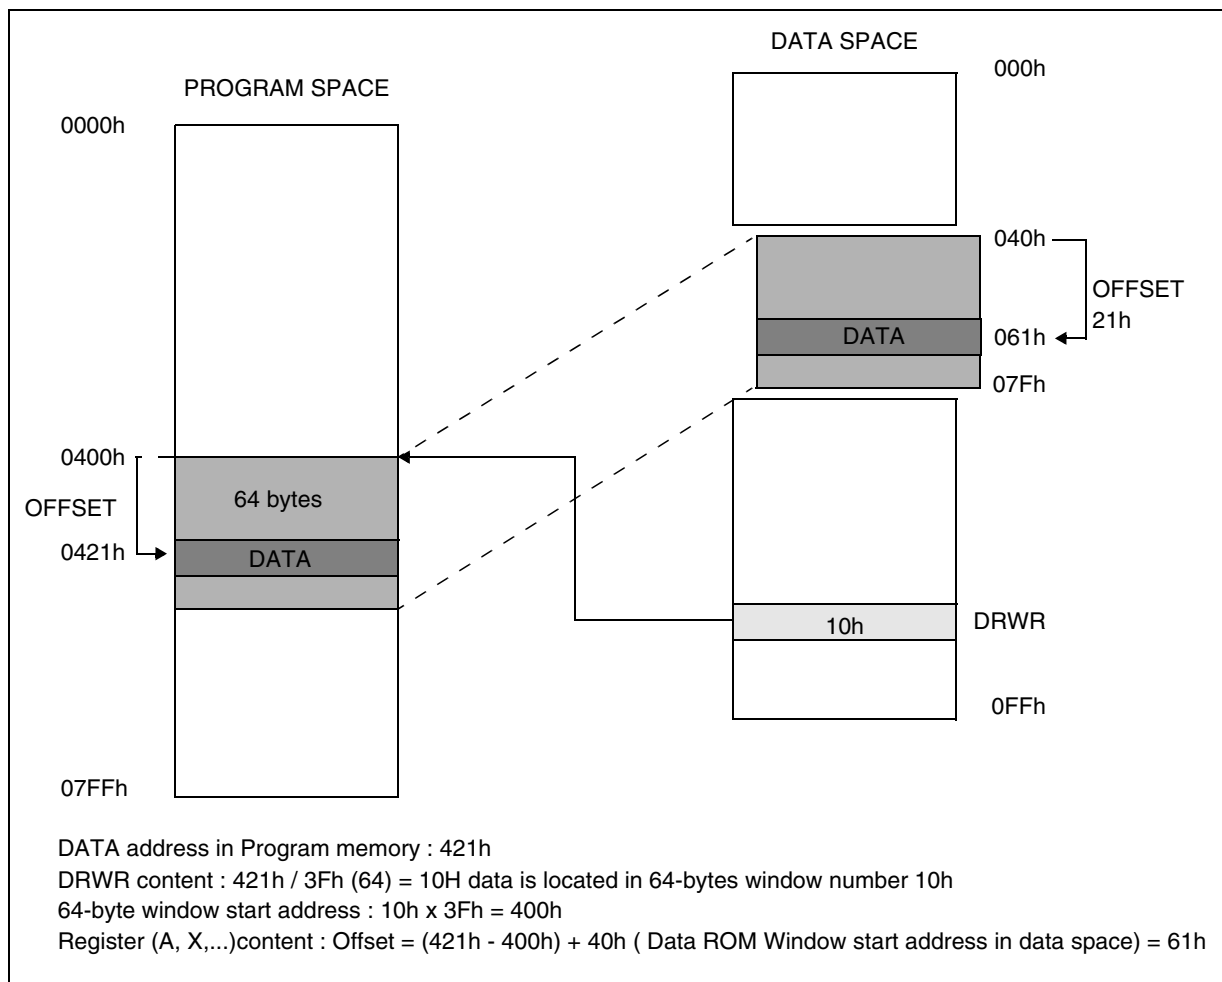 DATA SPACE
000h
PROGRAM SPACE
0000h
040h
OFFSET
21h
DATA
061h
07Fh
0400h
64 bytes
OFFSET
0421h
DATA
10h
DRWR
0FFh
07FFh
DATA address in Program memory : 421h
DRWR content : 421h / 3Fh (64) = 10H data is located in 64-bytes window number 10h
64-byte window start address : 10h x 3Fh = 400h
Register (A, X,...)content : Offset = (421h - 400h) + 40h ( Data ROM Window start address in data space) = 61h